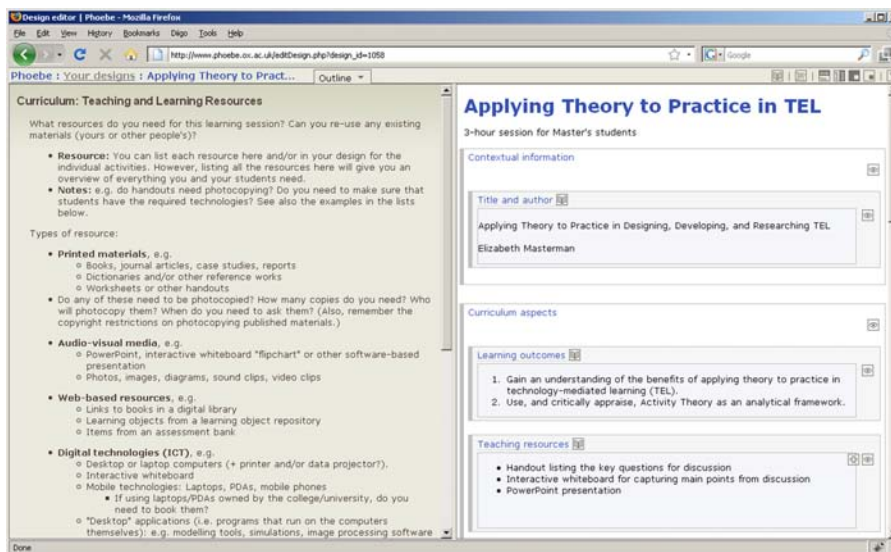 Design editor | Phoebe - Mozilla Firefox
File Edit View History Bookmarks Diigo Tools Help
http://www.phoebe.ox.ac.uk/editDesign.php?design_id=1058
Google
Phoebe : Your designs : Applying Theory to Pract...
Outline
Curriculum: Teaching and Learning Resources
What resources do you need for this learning session? Can you re-use any existing
materials (yours or other people's)?
• Resource: You can list each resource here and/or in your design for the
individual activities. However, listing all the resources here will give you an
overview of everything you and your students need.
• Notes: e.g. do handouts need photocopying? Do you need to make sure that
students have the required technologies? See also the examples in the lists
below.
Types of resource:
• Printed materials, e.g.
Books, journal articles, case studies, reports
Dictionaries and/or other reference works
Worksheets or other handouts
• Do any of these need to be photocopied? How many copies do you need? Who
will photocopy them? When do you need to ask them? (Also, remember the
copyright restrictions on photocopying published materials.)
• Audio-visual media, e.g.
PowerPoint, interactive whiteboard "flipchart" or other software-based
presentation
Photos, images, diagrams, sound clips, video clips
• Web-based resources, e.g.
Links to books in a digital library
Learning objects from a learning object repository
Items from an assessment bank
• Digital technologies (ICT), e.g.
Desktop or laptop computers (+ printer and/or data projector?).
Interactive whiteboard
Mobile technologies: Laptops, PDAs, mobile phones
If using laptops/PDAs owned by the college/university, do you
need to book them?
"Desktop" applications (i.e. programs that run on the computers
themselves): e.g. modelling tools, simulations, image processing software
Applying Theory to Practice in TEL
3-hour session for Master's students
Contextual information
Title and author
Applying Theory to Practice in Designing, Developing, and Researching TEL
Elizabeth Masterman
Curriculum aspects
Learning outcomes
1. Gain an understanding of the benefits of applying theory to practice in
technology-mediated learning (TEL).
2. Use, and critically appraise, Activity Theory as an analytical framework.
Teaching resources
• Handout listing the key questions for discussion
• Interactive whiteboard for capturing main points from discussion
• PowerPoint presentation
Done